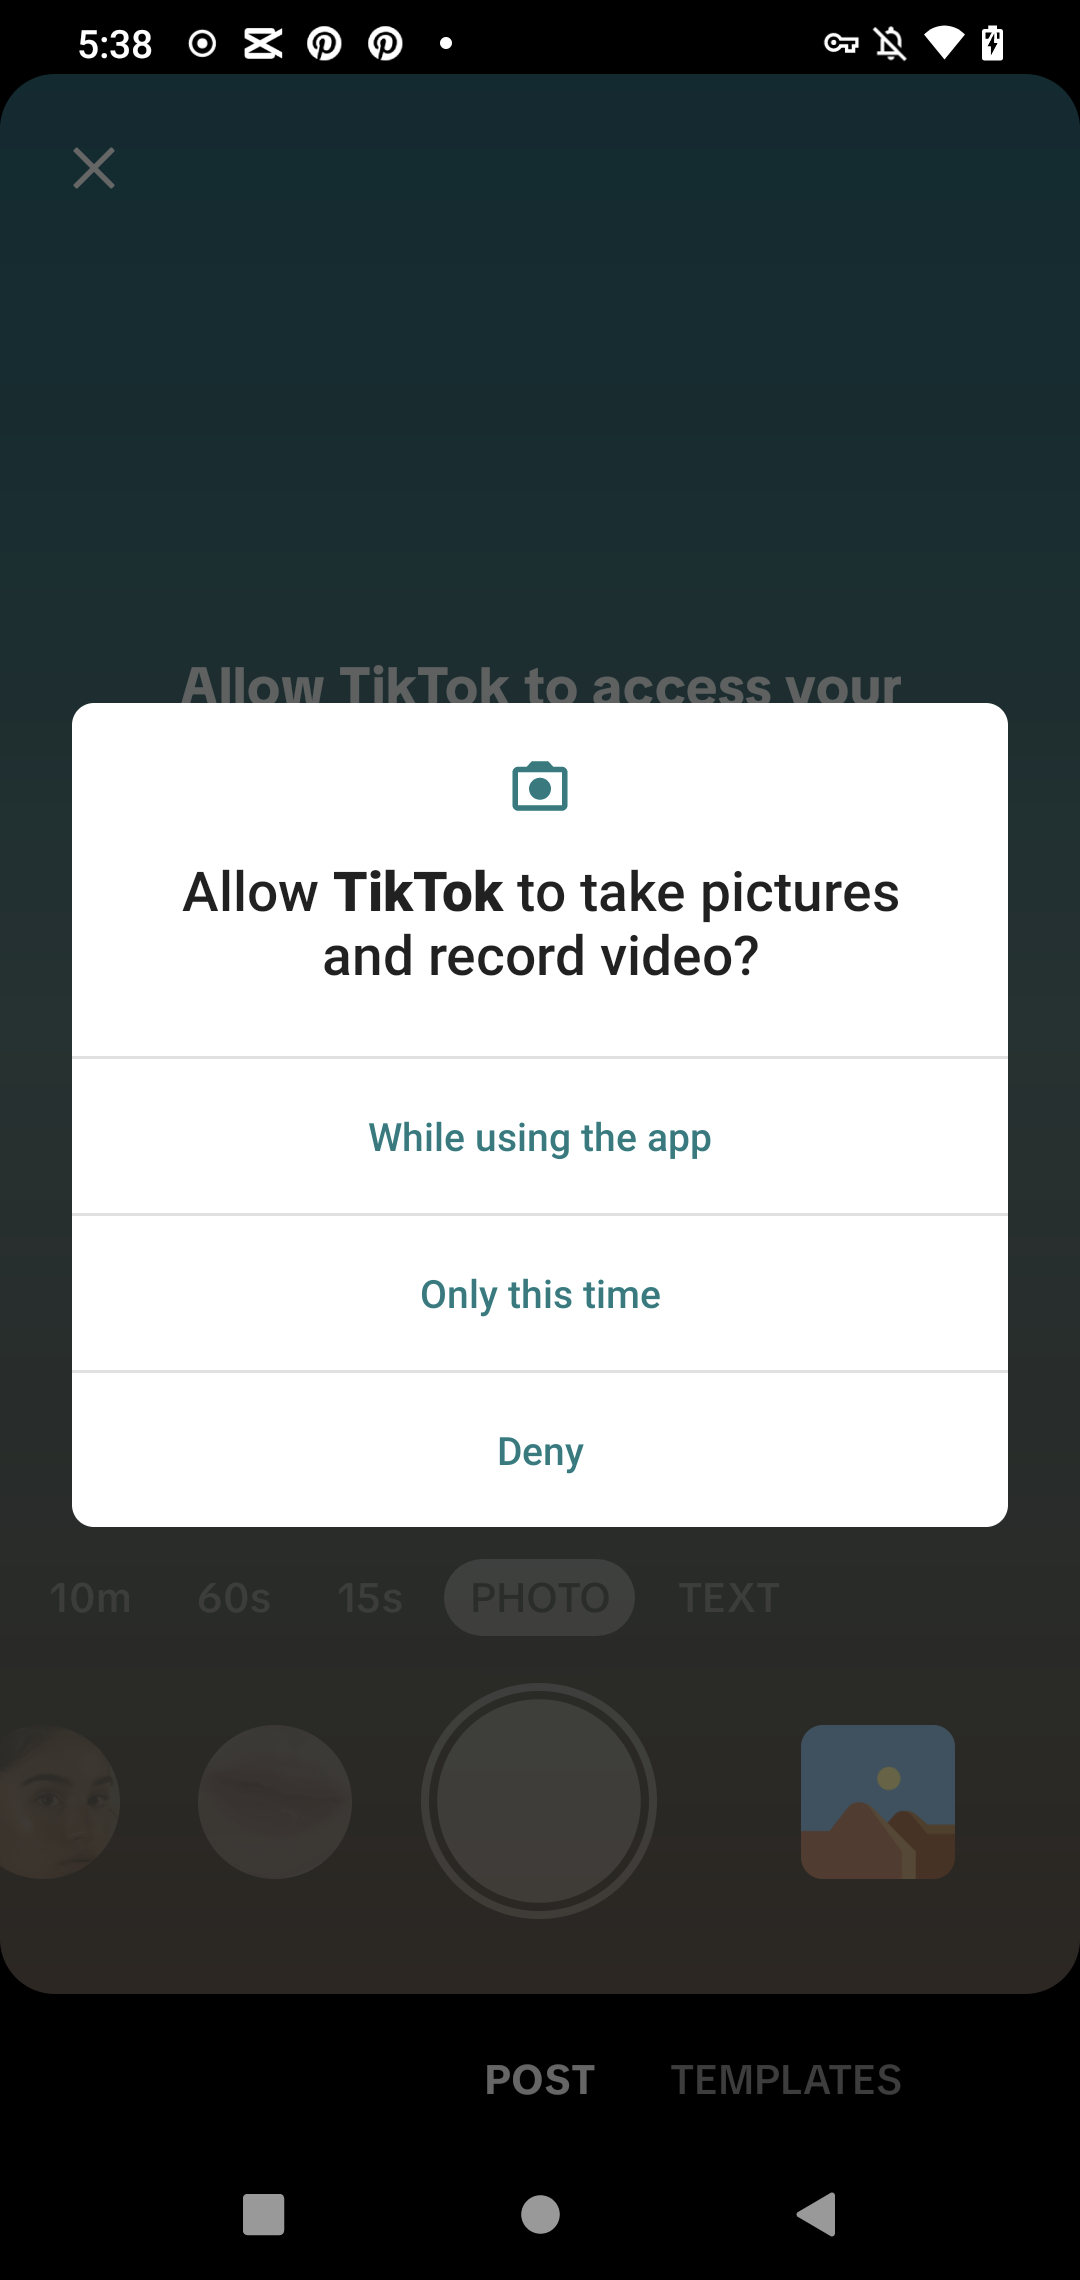 5:38
Allow TikTok to access your
Allow TikTok to take pictures
and record video?
While using the app
Only this time
Deny
10m 60s 15s PHOTO TEXT
POST TEMPLATES